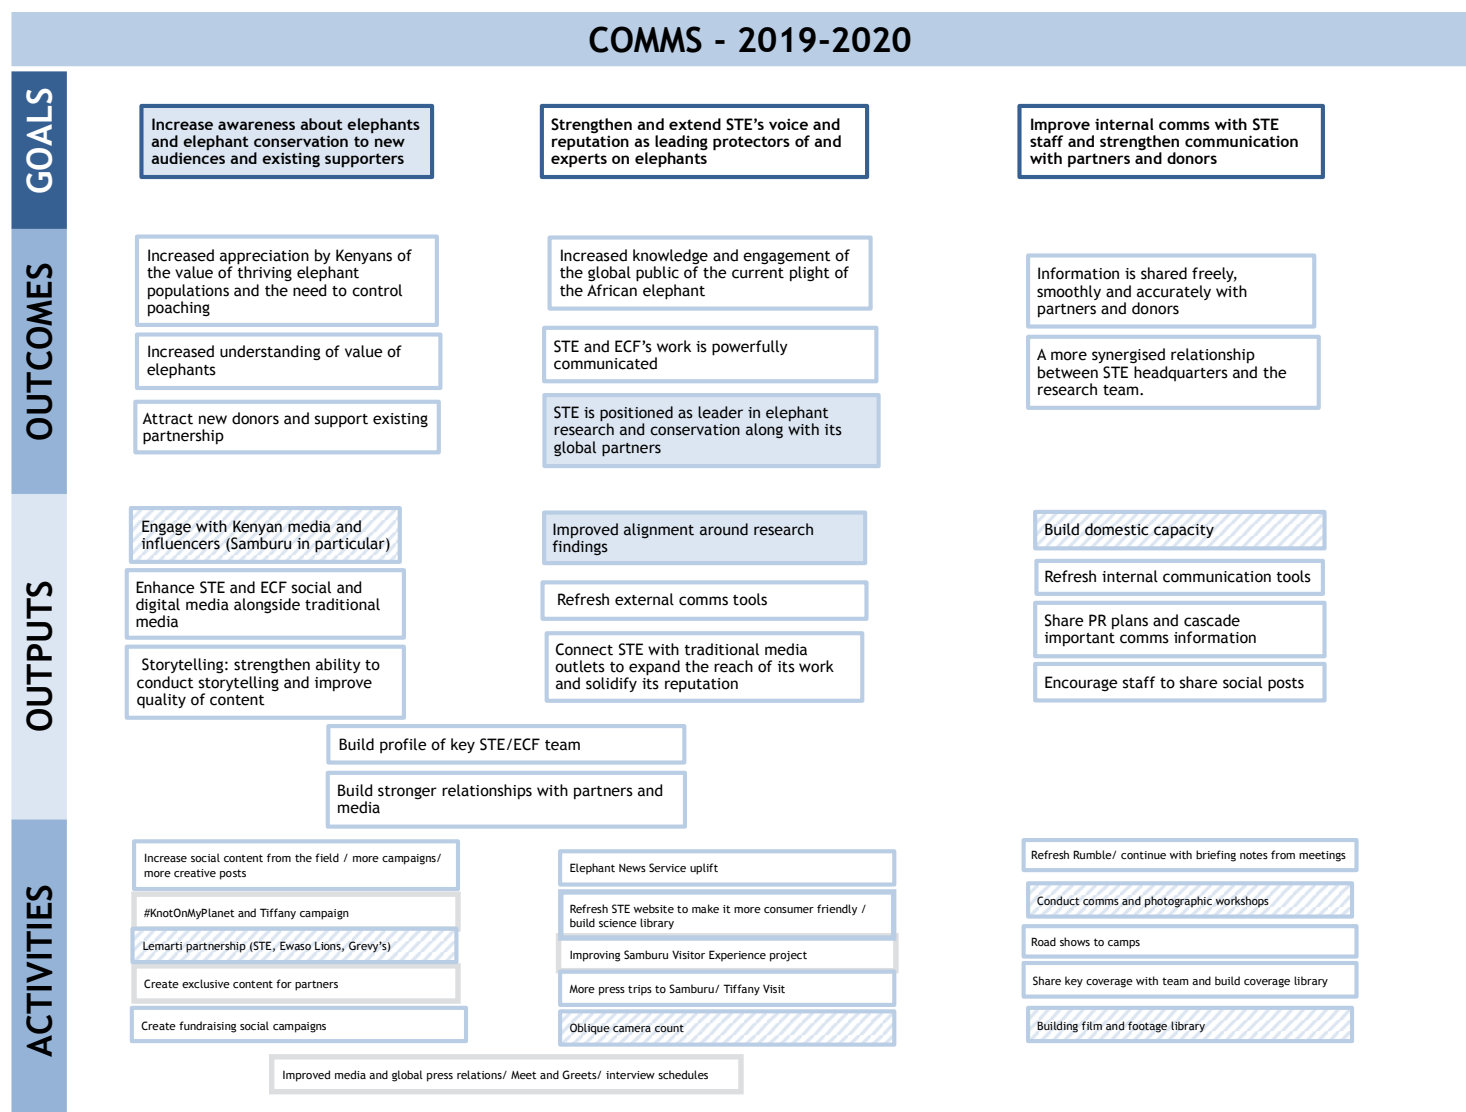 COMMS - 2019-2020
GOALS
Increase awareness about elephants
and elephant conservation to new
audiences and existing supporters
Strengthen and extend STE’s voice and
reputation as leading protectors of and
experts on elephants
Improve internal comms with STE
staff and strengthen communication
with partners and donors
OUTCOMES
Increased appreciation by Kenyans of
the value of thriving elephant
populations and the need to control
poaching
Increased understanding of value of
elephants
Attract new donors and support existing
partnership
Increased knowledge and engagement of
the global public of the current plight of
the African elephant
STE and ECF’s work is powerfully
communicated
STE is positioned as leader in elephant
research and conservation along with its
global partners
Information is shared freely,
smoothly and accurately with
partners and donors
A more synergised relationship
between STE headquarters and the
research team.
OUTPUTS
Engage with Kenyan media and
influencers (Samburu in particular)
Enhance STE and ECF social and
digital media alongside traditional
media
Storytelling: strengthen ability to
conduct storytelling and improve
quality of content
Improved alignment around research
findings
Refresh external comms tools
Connect STE with traditional media
outlets to expand the reach of its work
and solidify its reputation
Build domestic capacity
Refresh internal communication tools
Share PR plans and cascade
important comms information
Encourage staff to share social posts
Build profile of key STE/ECF team
Build stronger relationships with partners and
media
ACTIVITIES
Increase social content from the field / more campaigns/
more creative posts
#KnotOnMyPlanet and Tiffany campaign
Lemarti partnership (STE, Ewaso Lions, Grevy’s)
Create exclusive content for partners
Create fundraising social campaigns
Elephant News Service uplift
Refresh STE website to make it more consumer friendly /
build science library
Improving Samburu Visitor Experience project
More press trips to Samburu/ Tiffany Visit
Oblique camera count
Refresh Rumble/ continue with briefing notes from meetings
Conduct comms and photographic workshops
Road shows to camps
Share key coverage with team and build coverage library
Building film and footage library
Improved media and global press relations/ Meet and Greets/ interview schedules